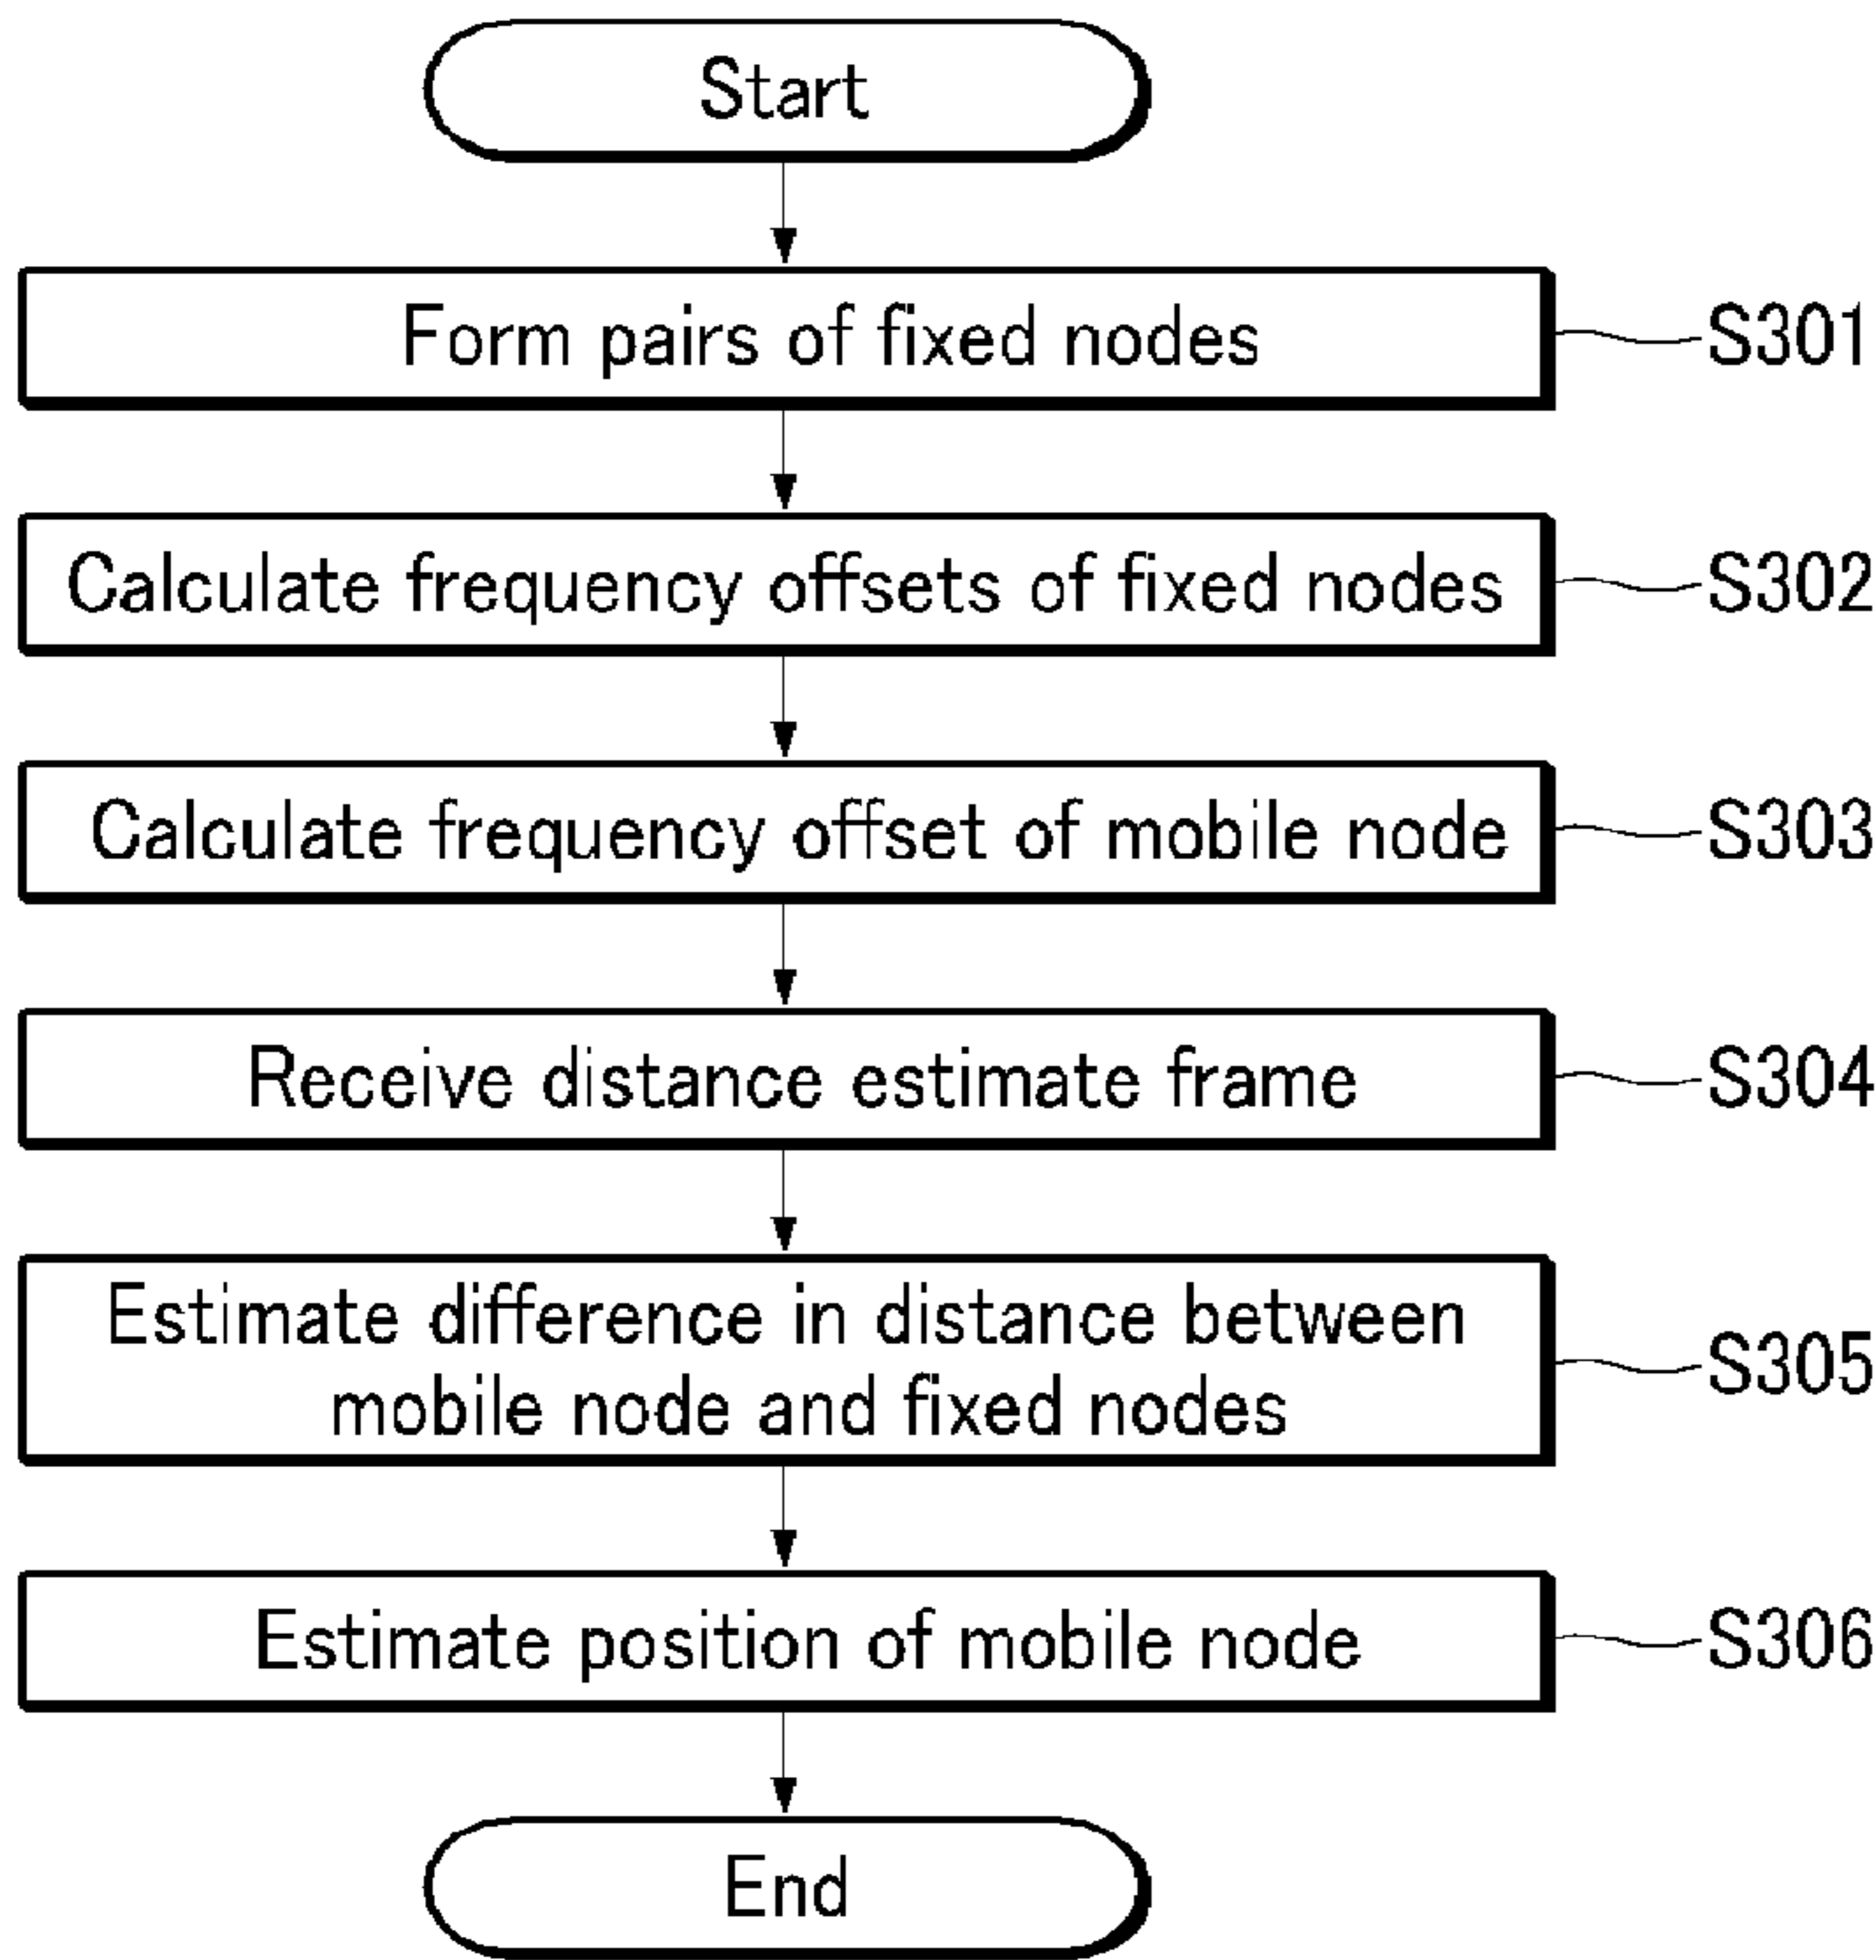 Start
Form pairs of fixed nodes
S301
Calculate frequency offsets of fixed nodes
S302
Calculate frequency offset of mobile node
S303
Receive distance estimate frame
S304
Estimate difference in distance between
mobile node and fixed nodes
S305
Estimate position of mobile node
S306
End